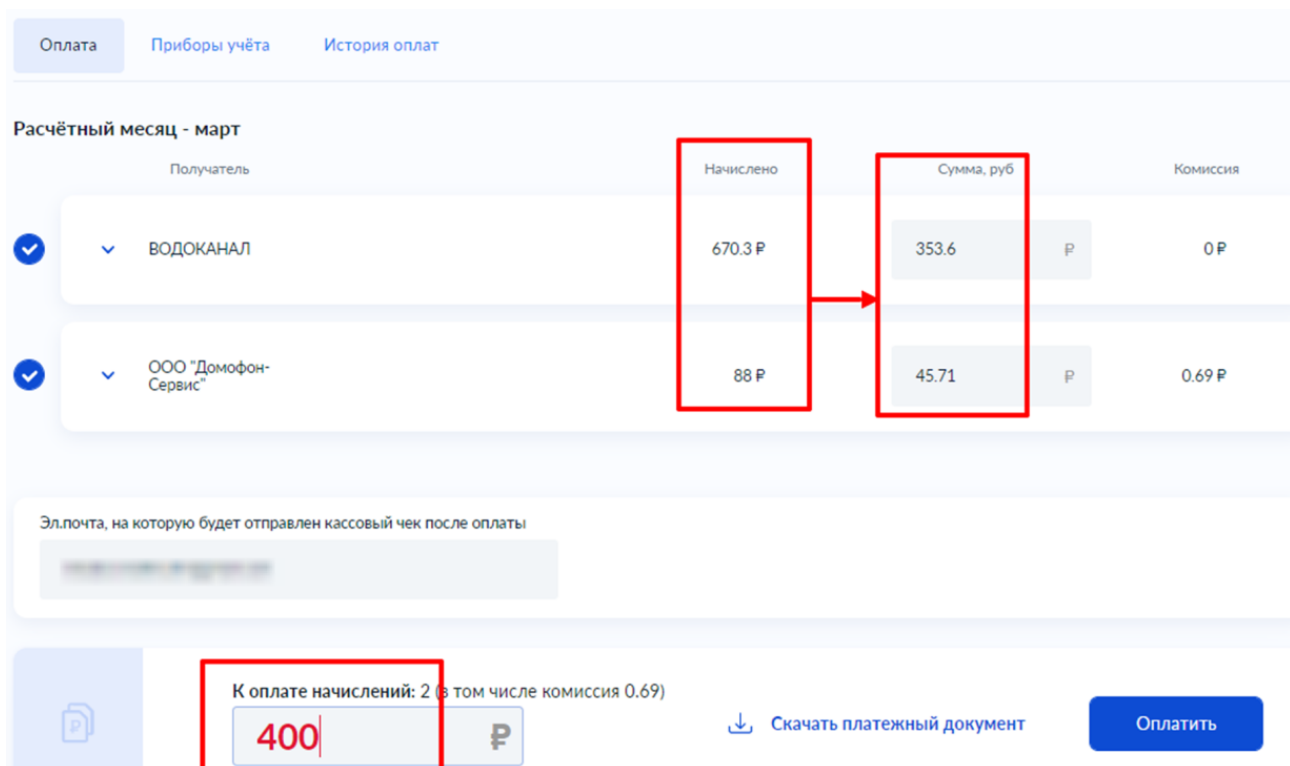 Оплата Приборы учёта История оплат
Расчётный месяц - март
Получатель Начислено Сумма, руб Комиссия
ВОДОКАНАЛ 670.3 ₽ 353.6 ₽ 0 ₽
ООО "Домофон-
Сервис" 88 ₽ 45.71 ₽ 0.69 ₽
Эл.почта, на которую будет отправлен кассовый чек после оплаты
К оплате начислений: 2 (в том числе комиссия 0.69)
400 ₽ Скачать платежный документ Оплатить